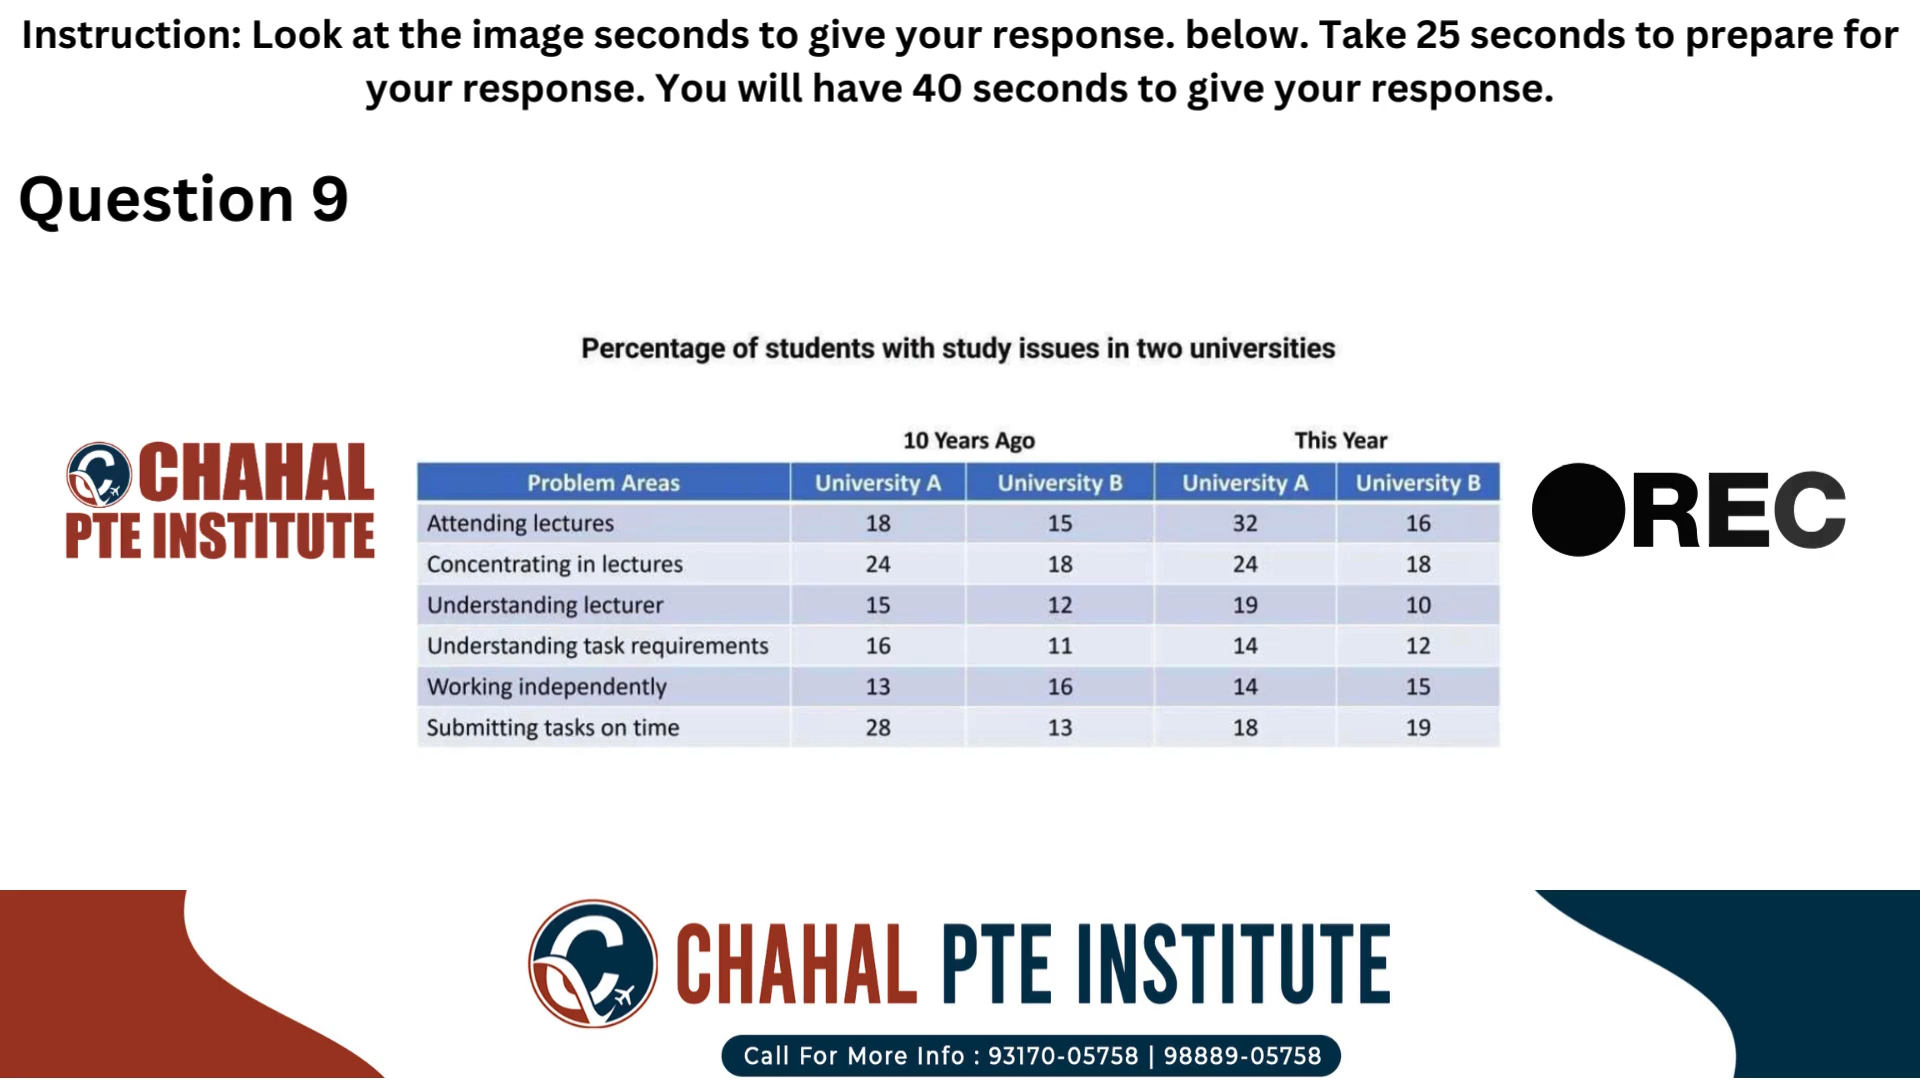 Instruction: Look at the image seconds to give your response. below. Take 25 seconds to prepare for
your response. You will have 40 seconds to give your response.
Question 9
Percentage of students with study issues in two universities
10 Years Ago This Year
Problem Areas University A University B University A University B
Attending lectures 18 15 32 16
Concentrating in lectures 24 18 24 18
Understanding lecturer 15 12 19 10
Understanding task requirements 16 11 14 12
Working independently 13 16 14 15
Submitting tasks on time 28 13 18 19
CHAHAL
PTE INSTITUTE
REC
CHAHAL PTE INSTITUTE
Call For More Info : 93170-05758 | 98889-05758